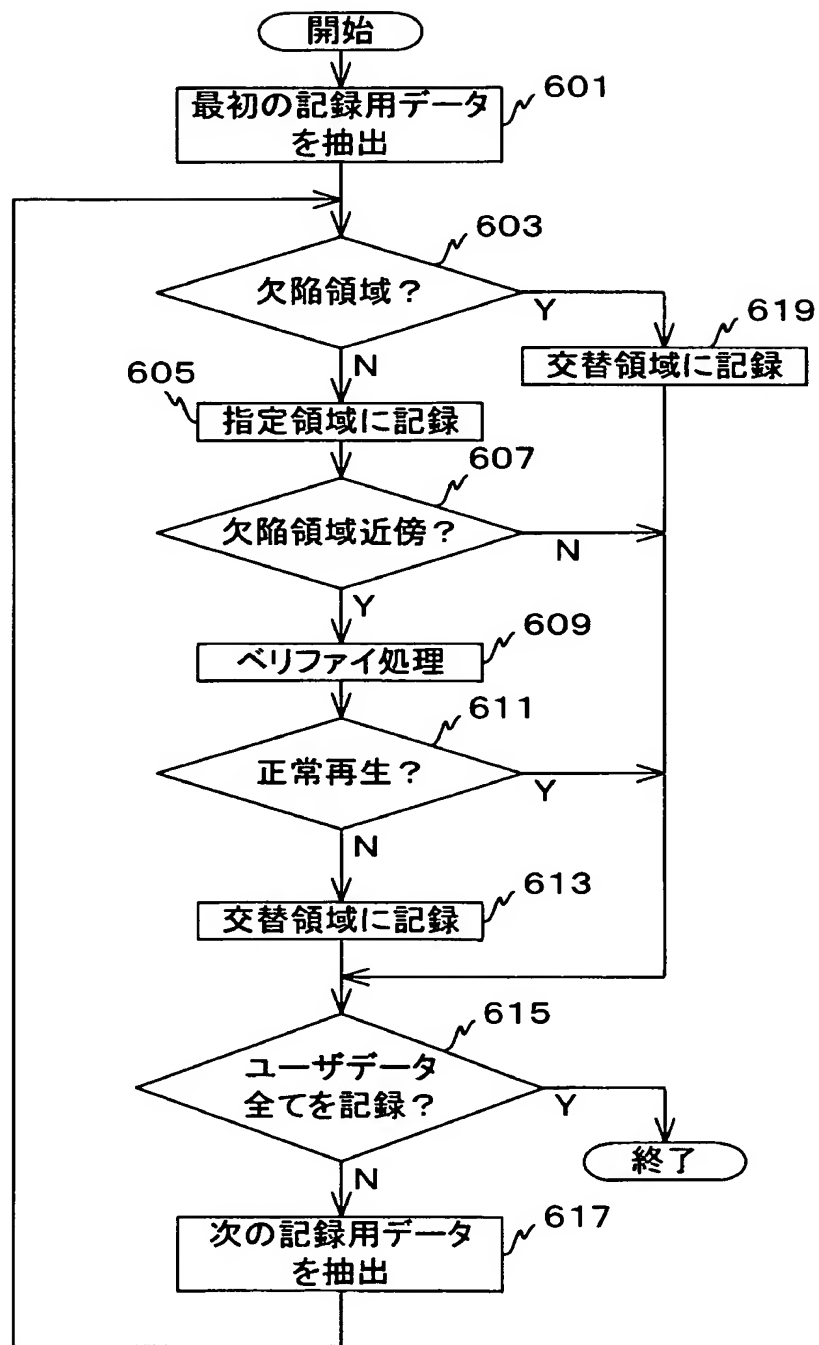 開始
最初の記録用データ
を抽出
601
603
欠陥領域？
Y
N
619
交替領域に記録
605
指定領域に記録
607
欠陥領域近傍？
N
Y
609
ベリファイ処理
611
正常再生？
Y
N
613
交替領域に記録
615
ユーザデータ
全てを記録？
Y
終了
N
617
次の記録用データ
を抽出